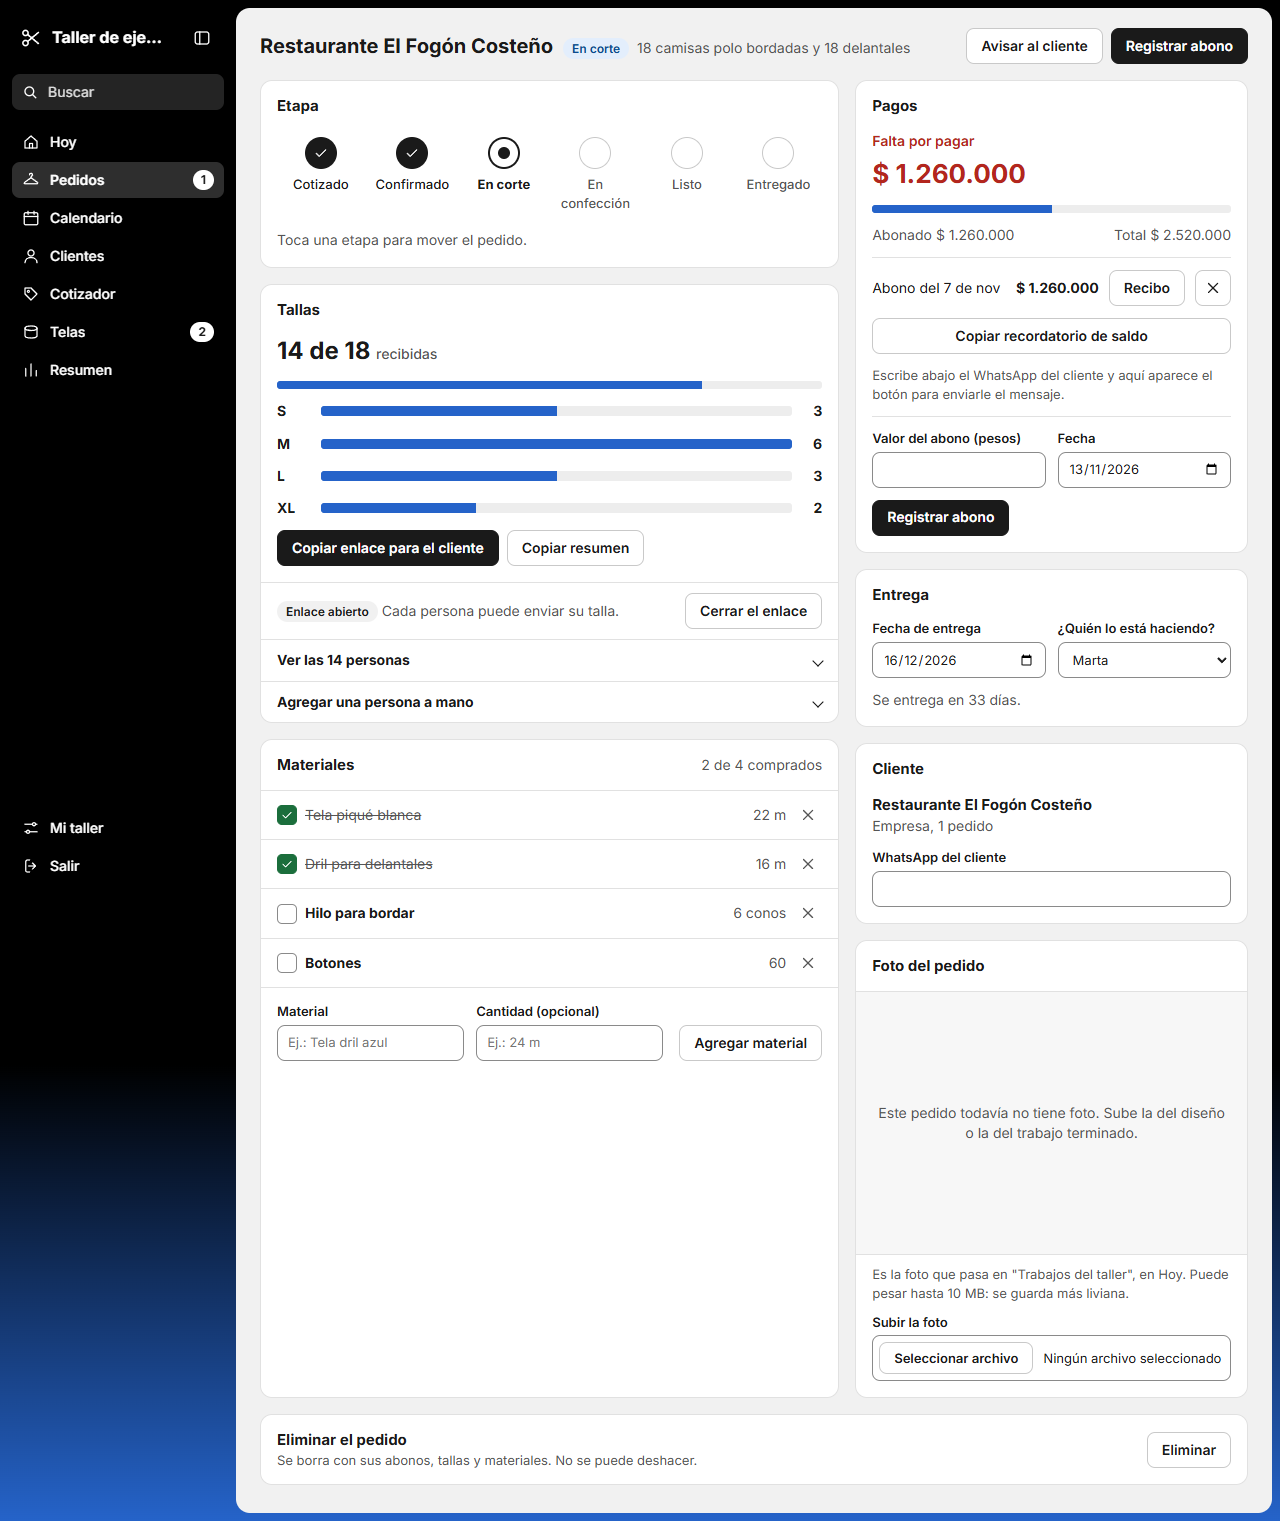 Taller de eje...
Buscar
Hoy
Pedidos 1
Calendario
Clientes
Cotizador
Telas 2
Resumen
Mi taller
Salir
Restaurante El Fogón Costeño En corte 18 camisas polo bordadas y 18 delantales
Avisar al cliente
Registrar abono
Etapa
Cotizado
Confirmado
En corte
En
confección
Listo
Entregado
Toca una etapa para mover el pedido.
Tallas
14 de 18 recibidas
S 3
M 6
L 3
XL 2
Copiar enlace para el cliente
Copiar resumen
Enlace abierto Cada persona puede enviar su talla.
Cerrar el enlace
Ver las 14 personas
Agregar una persona a mano
Materiales 2 de 4 comprados
Tela piqué blanca 22 m
Dril para delantales 16 m
Hilo para bordar 6 conos
Botones 60
Material
Ej.: Tela dril azul
Cantidad (opcional)
Ej.: 24 m
Agregar material
Pagos
Falta por pagar
$ 1.260.000
Abonado $ 1.260.000 Total $ 2.520.000
Abono del 7 de nov $ 1.260.000 Recibo
Copiar recordatorio de saldo
Escribe abajo el WhatsApp del cliente y aquí aparece el
botón para enviarle el mensaje.
Valor del abono (pesos)
Fecha
13/11/2026
Registrar abono
Entrega
Fecha de entrega
16/12/2026
¿Quién lo está haciendo?
Marta
Se entrega en 33 días.
Cliente
Restaurante El Fogón Costeño
Empresa, 1 pedido
WhatsApp del cliente
Foto del pedido
Este pedido todavía no tiene foto. Sube la del diseño
o la del trabajo terminado.
Es la foto que pasa en "Trabajos del taller", en Hoy. Puede
pesar hasta 10 MB: se guarda más liviana.
Subir la foto
Seleccionar archivo Ningún archivo seleccionado
Eliminar el pedido
Se borra con sus abonos, tallas y materiales. No se puede deshacer.
Eliminar